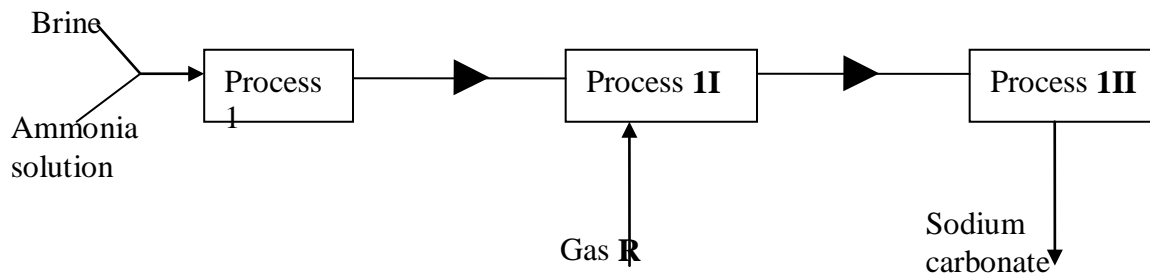 Brine
Process
1
Process 1I
Process 1II
Ammonia
solution
Gas R
Sodium
carbonate